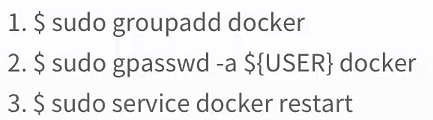 1. $ sudo groupadd docker
2. $ sudo gpasswd -a ${USER} docker
3. $ sudo service docker restart